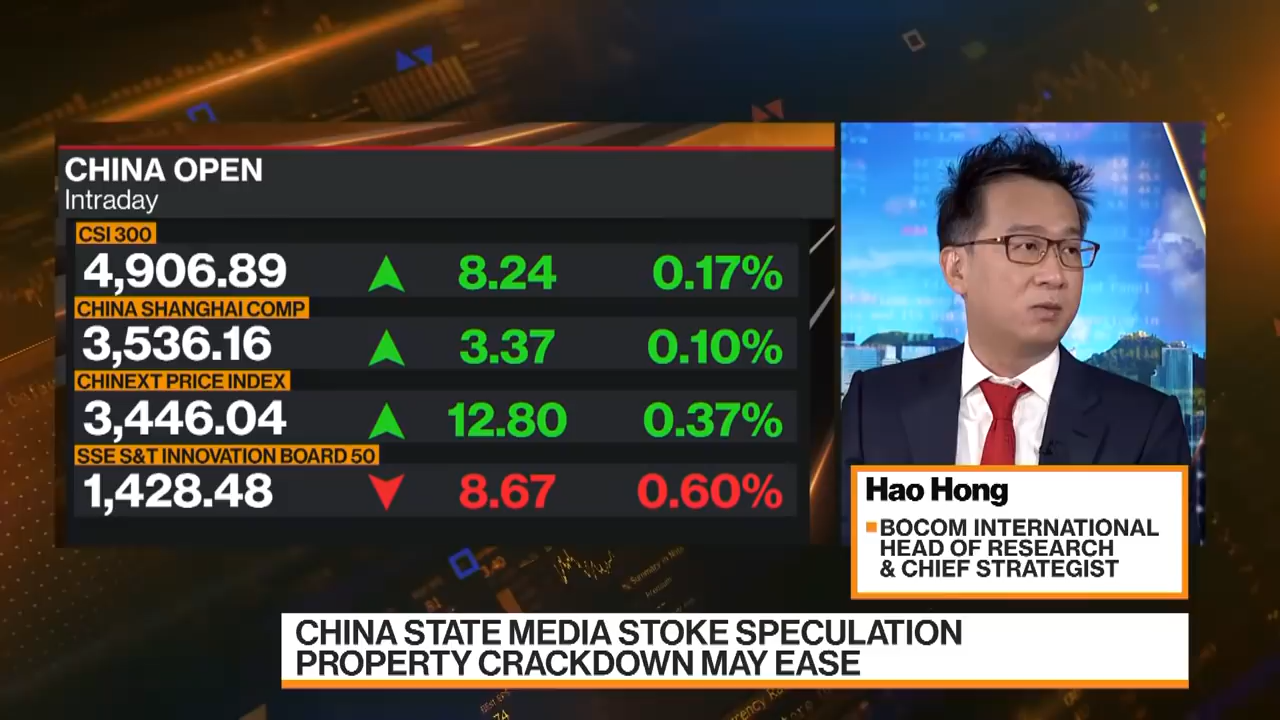 CHINA OPEN
Intraday
CSI 300
4,906.89 8.24 0.17%
CHINA SHANGHAI COMP
3,536.16 3.37 0.10%
CHINEXT PRICE INDEX
3,446.04 12.80 0.37%
SSE S&T INNOVATION BOARD 50
1,428.48 8.67 0.60%
Hao Hong
BOCOM INTERNATIONAL
HEAD OF RESEARCH
& CHIEF STRATEGIST
CHINA STATE MEDIA STOKE SPECULATION
PROPERTY CRACKDOWN MAY EASE